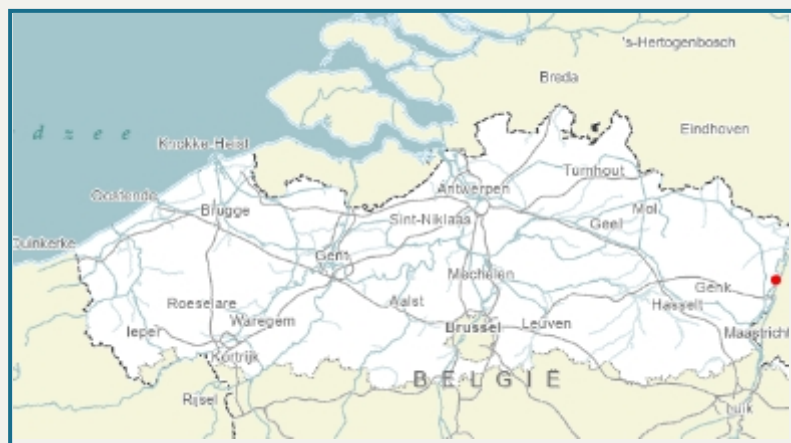 's-Hertogenbosch
Breda
d z e e
Eindhoven
Knokke-Heist
Turnhout
Antwerpen
Oostende
Mol
Brugge
Sint-Niklaas
Geel
Duinkerke
Gent
Mechelen
Genk
Roeselare
Aalst
Hasselt
Waregem
Brussel
Leuven
Ieper
Maastricht
Kortrijk
BELGIË
Rijsel
Luik